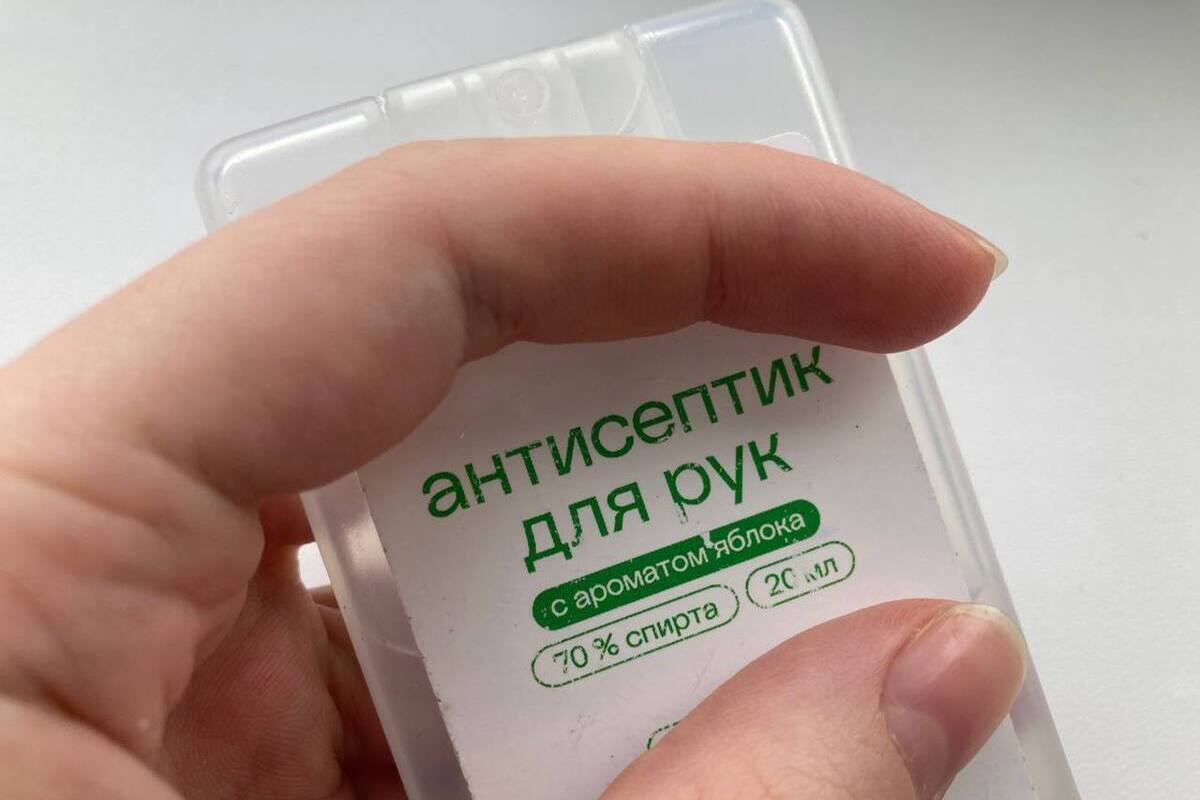 антисептик
для рук
с ароматом яблока
70 % спирта 20 мл